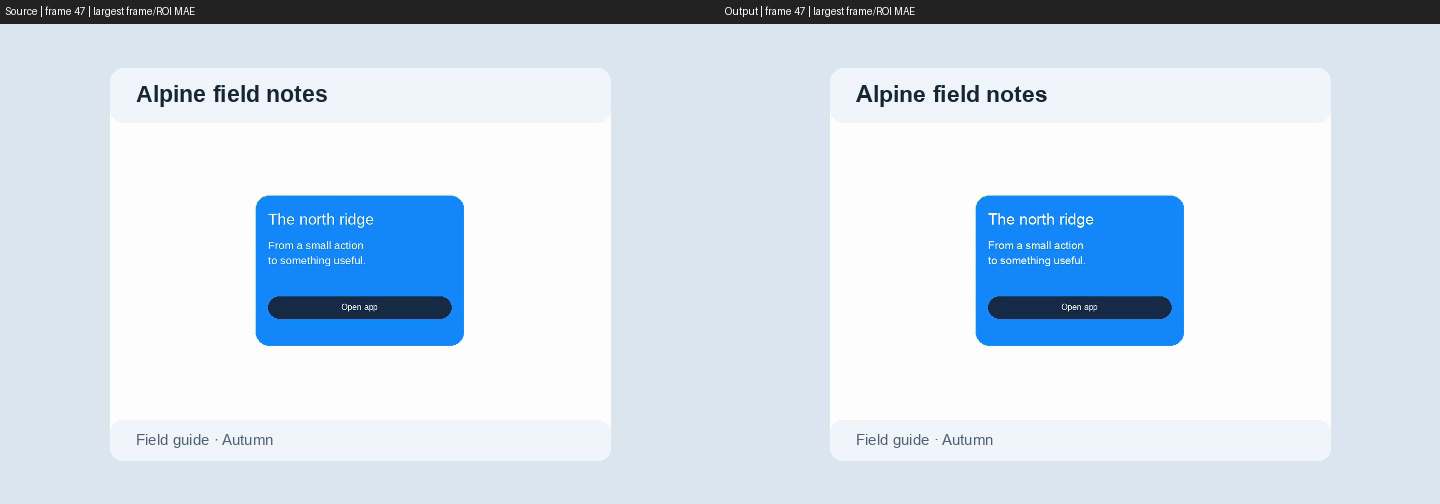 Source | frame 47 | largest frame/ROI MAE
Alpine field notes
The north ridge
From a small action
to something useful.
Open app
Field guide · Autumn
Output | frame 47 | largest frame/ROI MAE
Alpine field notes
The north ridge
From a small action
to something useful.
Open app
Field guide · Autumn